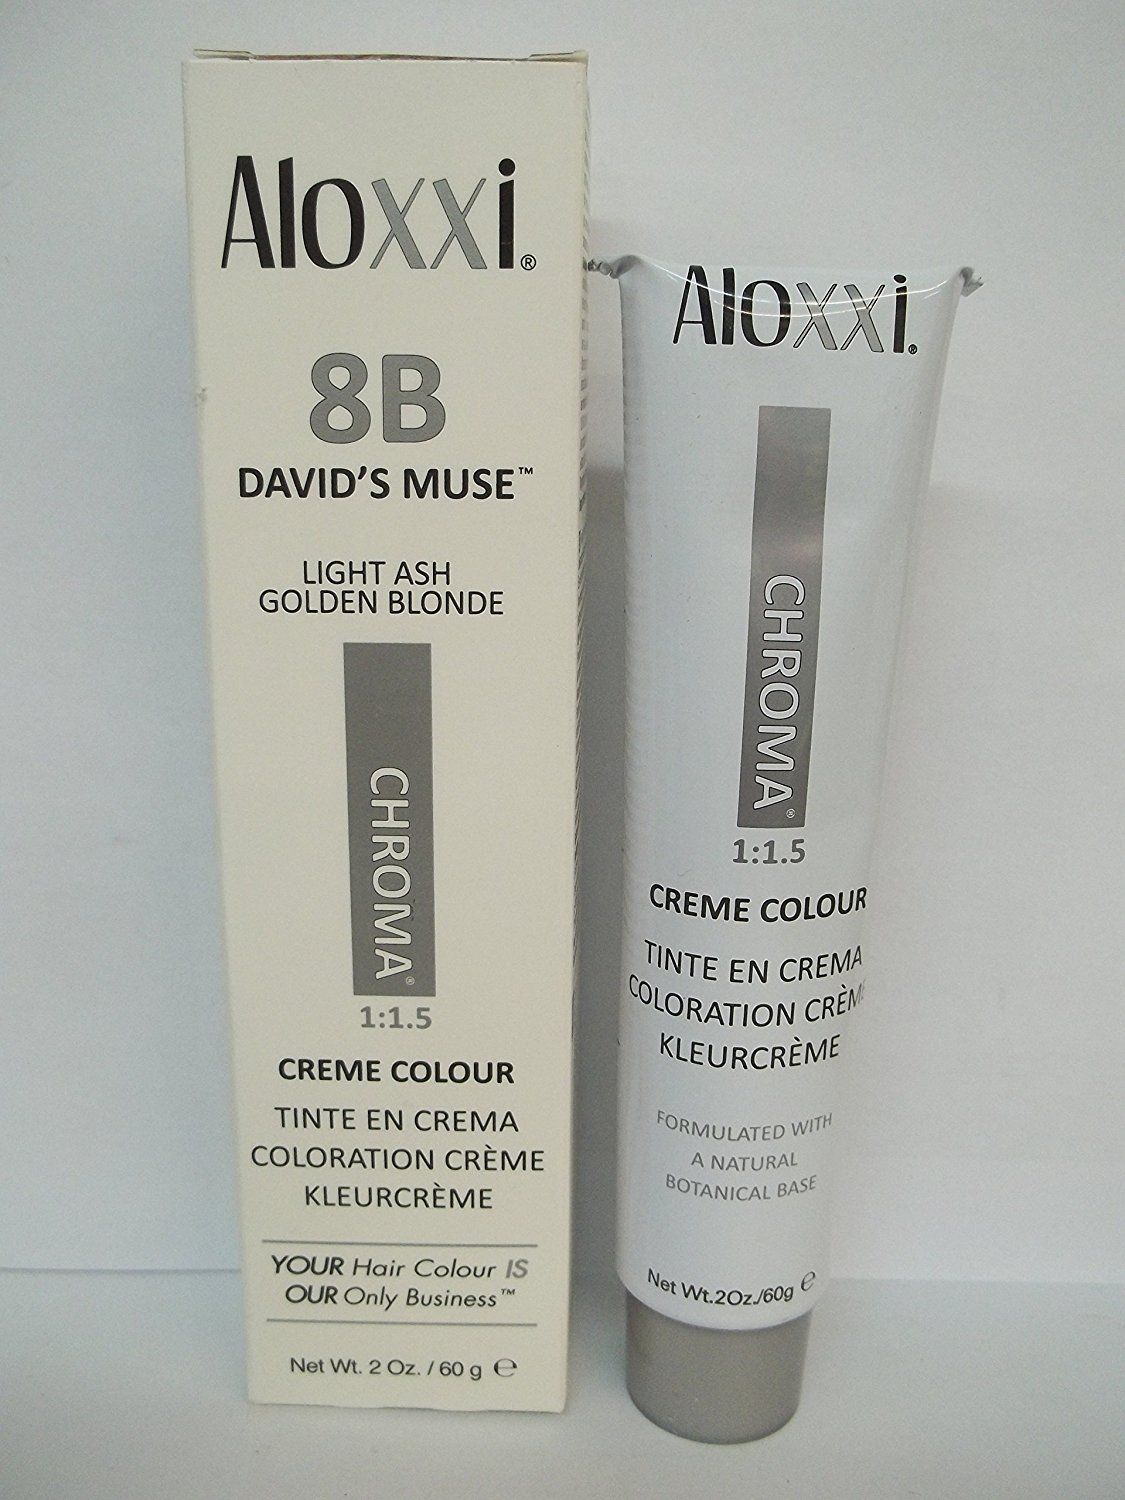 Aloxxi®
8B
DAVID'S MUSE™
LIGHT ASH
GOLDEN BLONDE
CHROMA®
1:1.5
CREME COLOUR
TINTE EN CREMA
COLORATION CRÈME
KLEURCRÈME
YOUR Hair Colour IS
OUR Only Business™
Net Wt. 2 Oz. / 60 g ℮
Aloxxi®
CHROMA®
1:1.5
CREME COLOUR
TINTE EN CREMA
COLORATION CRÈM
KLEURCRÈME
FORMULATED WITH
A NATURAL
BOTANICAL BASE
Net Wt.2Oz./60g ℮